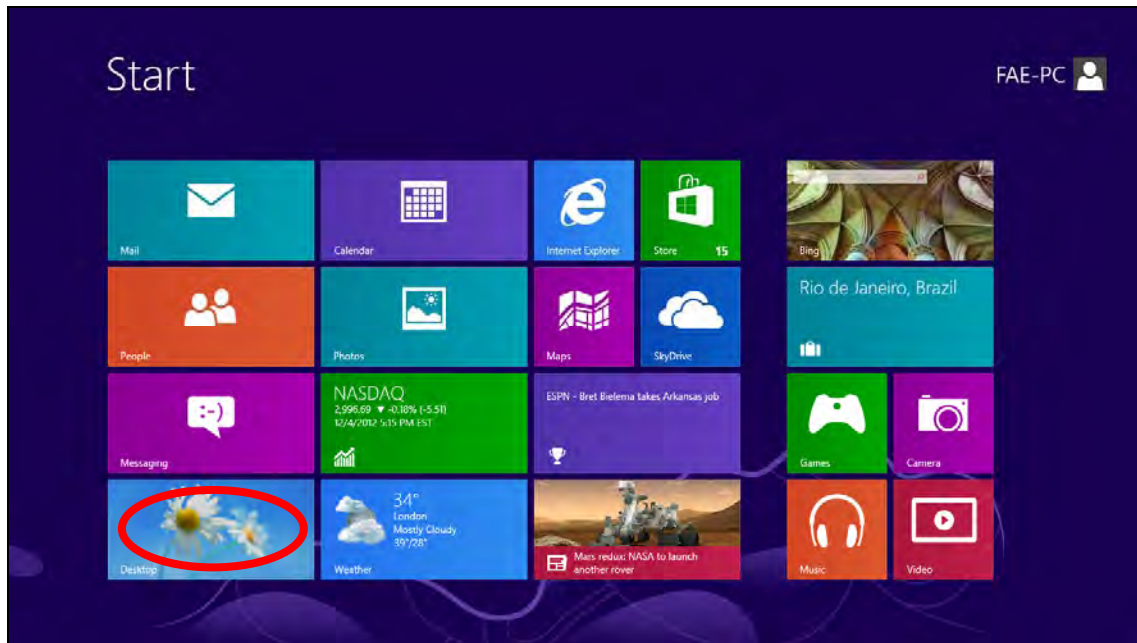 Start
FAE-PC
Mail
Calendar
Internet Explorer
Store 15
Bing
People
Photos
Maps
SkyDrive
Rio de Janeiro, Brazil
Messaging
NASDAQ
2,996.69 ▼ -0.18% (-5.51)
12/4/2012 5:15 PM EST
ESPN - Bret Bielema takes Arkansas job
Games
Camera
Desktop
34°
London
Mostly Cloudy
39°/28°
Weather
Mars redux: NASA to launch
another rover
Music
Video